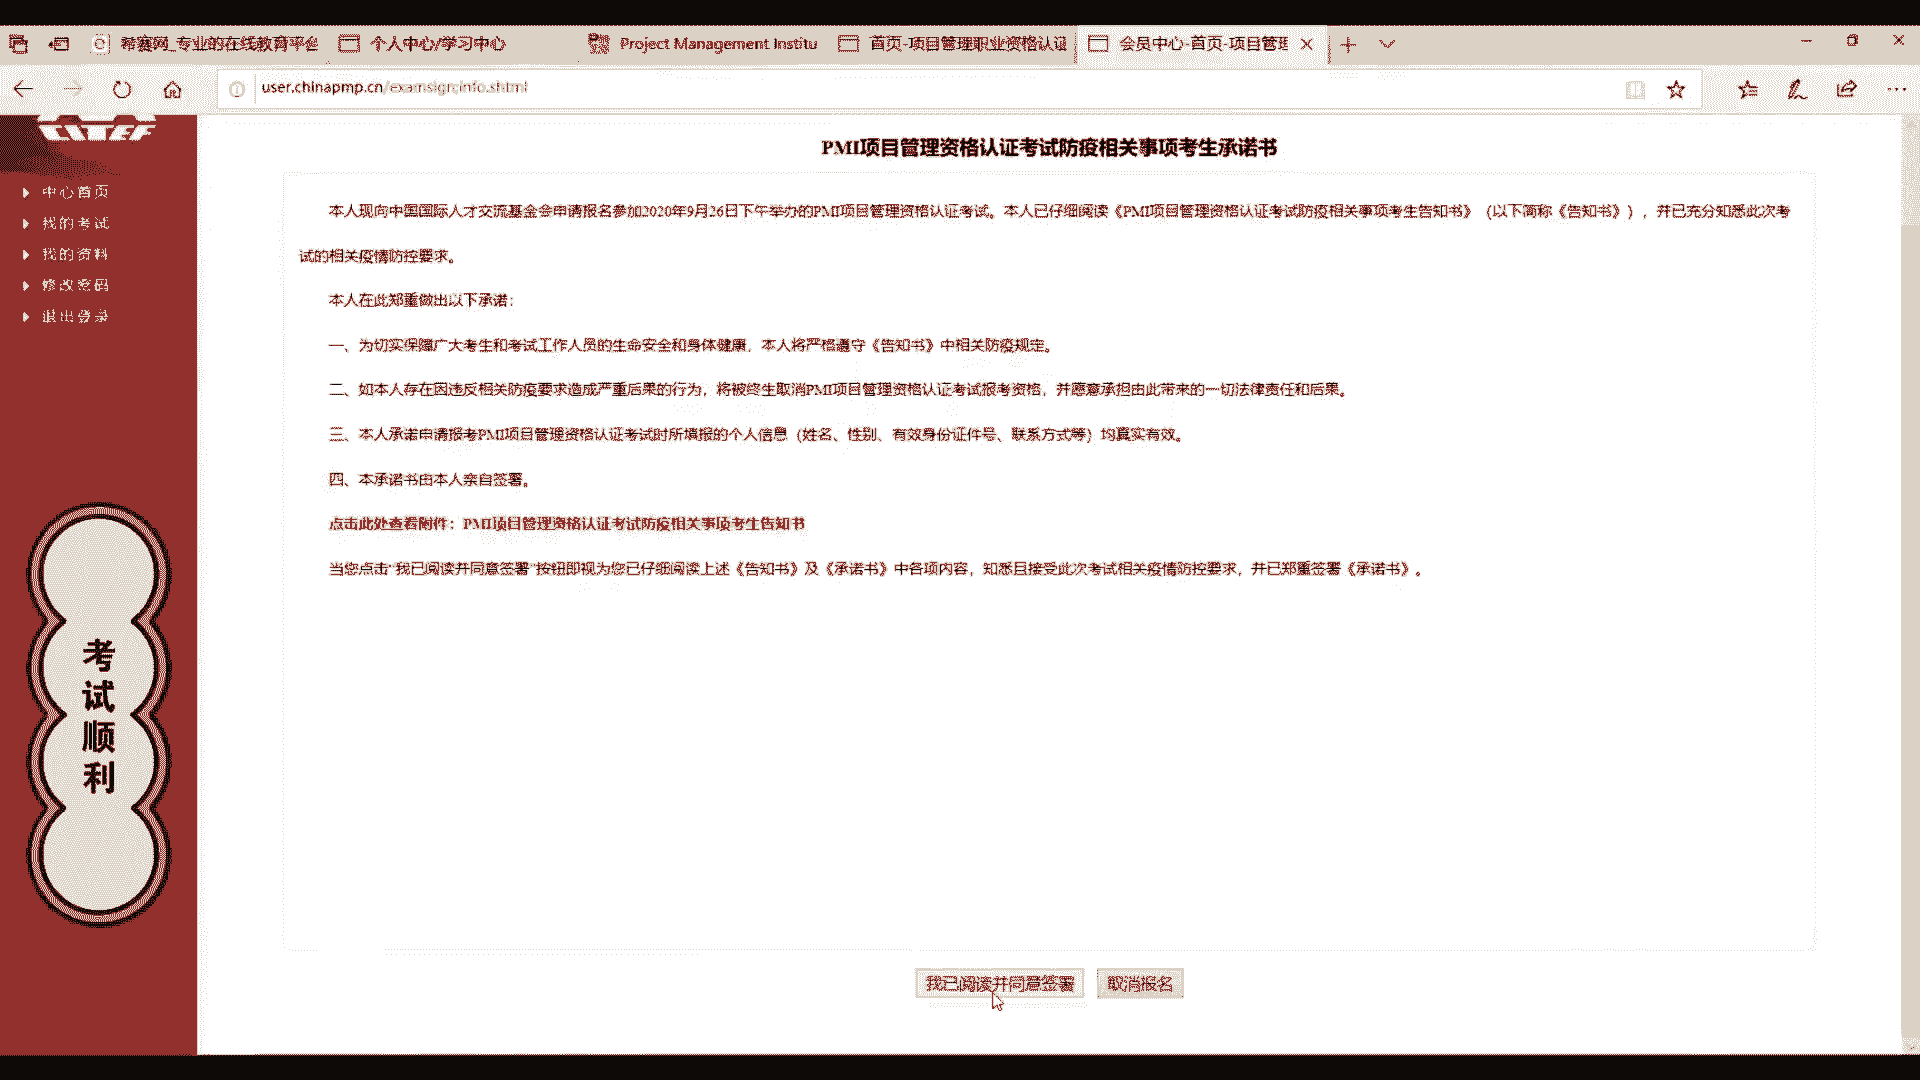 希赛网_专业的在线教育平台
个人中心/学习中心
Project Management Institu
首页-项目管理职业资格认证
会员中心-首页-项目管理
user.chinapmp.cn/examsigninfo.shtml
CITEF
中心首页
我的考试
我的资料
修改密码
退出登录
考
试
顺
利
PMI项目管理资格认证考试防疫相关事项考生承诺书
本人现向中国国际人才交流基金会申请报名参加2020年9月26日下午举办的PMI项目管理资格认证考试。本人已仔细阅读《PMI项目管理资格认证考试防疫相关事项考生告知书》（以下简称《告知书》），并已充分知悉此次考
试的相关疫情防控要求。
本人在此郑重做出以下承诺：
一、为切实保障广大考生和考试工作人员的生命安全和身体健康，本人将严格遵守《告知书》中相关防疫规定。
二、如本人存在因违反相关防疫要求造成严重后果的行为，将被终生取消PMI项目管理资格认证考试报考资格，并愿意承担由此带来的一切法律责任和后果。
三、本人承诺申请报考PMI项目管理资格认证考试时所填报的个人信息（姓名、性别、有效身份证件号、联系方式等）均真实有效。
四、本承诺书由本人亲自签署。
点击此处查看附件：PMI项目管理资格认证考试防疫相关事项考生告知书
当您点击“我已阅读并同意签署”按钮即视为您已仔细阅读上述《告知书》及《承诺书》中各项内容，知悉且接受此次考试相关疫情防控要求，并已郑重签署《承诺书》。
我已阅读并同意签署
取消报名